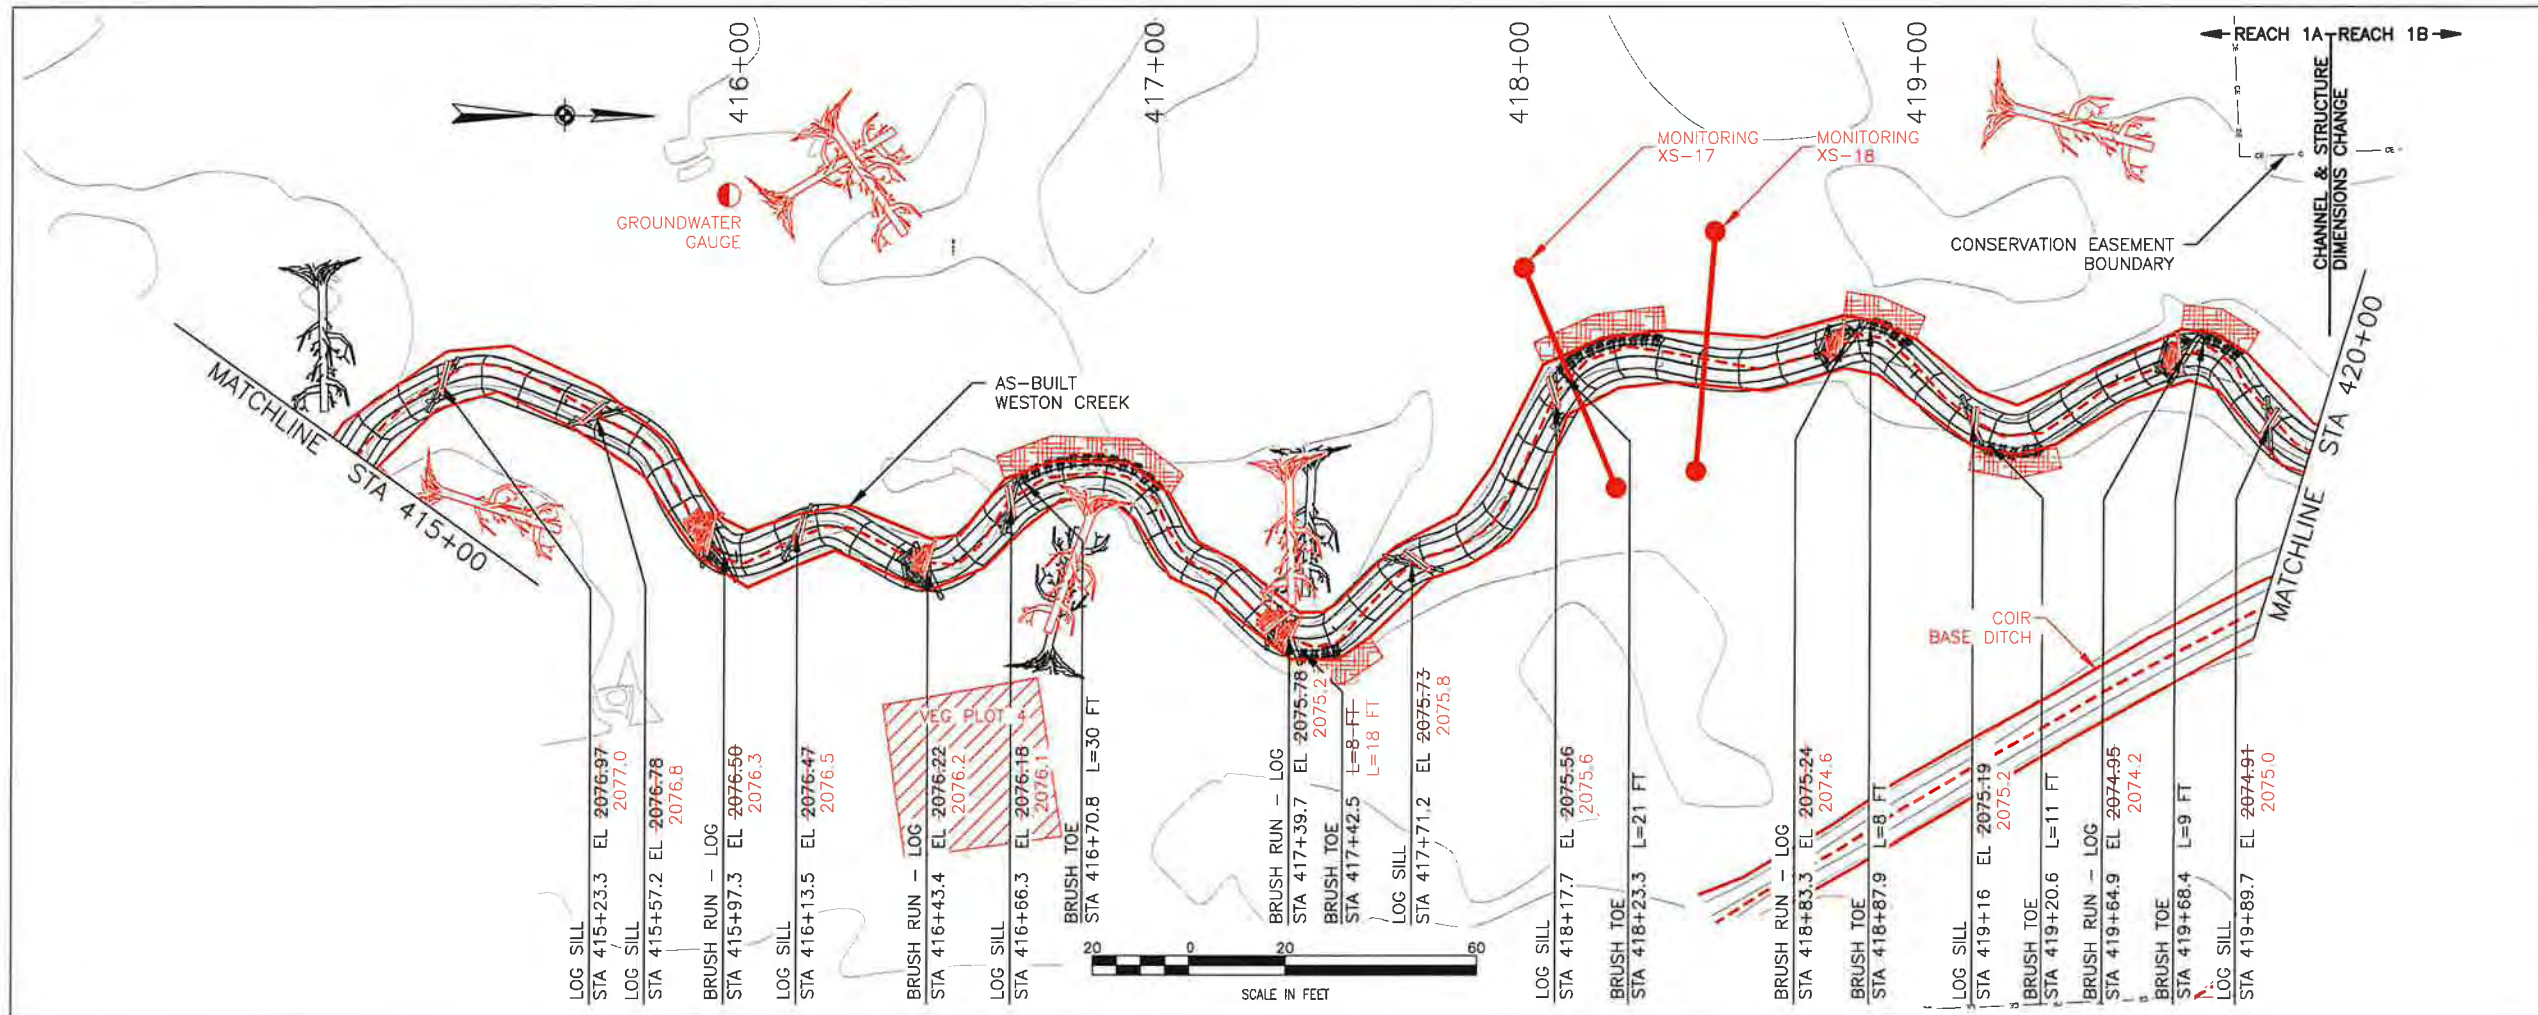 416+00
417+00
418+00
419+00
REACH 1A
REACH 1B
CHANNEL & STRUCTURE
DIMENSIONS CHANGE
MONITORING
XS-17
MONITORING
XS-18
GROUNDWATER
GAUGE
CONSERVATION EASEMENT
BOUNDARY
CE
CE
MATCHLINE STA 415+00
AS-BUILT
WESTON CREEK
MATCHLINE STA 420+00
COIR
BASE DITCH
VEG PLOT 4
LOG SILL
STA 415+23.3 EL 2076.97
2077.0
LOG SILL
STA 415+57.2 EL 2076.78
2076.8
BRUSH RUN - LOG
STA 415+97.3 EL 2076.50
2076.3
LOG SILL
STA 416+13.5 EL 2076.47
2076.5
BRUSH RUN - LOG
STA 416+43.4 EL 2076.22
2076.2
LOG SILL
STA 416+66.3 EL 2076.18
2076.1
BRUSH TOE
STA 416+70.8 L=30 FT
BRUSH RUN - LOG
STA 417+39.7 EL 2075.78
2075.2
BRUSH TOE
STA 417+42.5 L=8 FT
L=18 FT
LOG SILL
STA 417+71.2 EL 2075.73
2075.8
LOG SILL
STA 418+17.7 EL 2075.56
2075.6
BRUSH TOE
STA 418+23.3 L=21 FT
BRUSH RUN - LOG
STA 418+83.3 EL 2075.24
2074.6
BRUSH TOE
STA 418+87.9 L=8 FT
LOG SILL
STA 419+16 EL 2075.19
2075.2
BRUSH TOE
STA 419+20.6 L=11 FT
BRUSH RUN - LOG
STA 419+64.9 EL 2074.95
2074.2
BRUSH TOE
STA 419+68.4 L=9 FT
LOG SILL
STA 419+89.7 EL 2074.91
2075.0
20 0 20 60
SCALE IN FEET